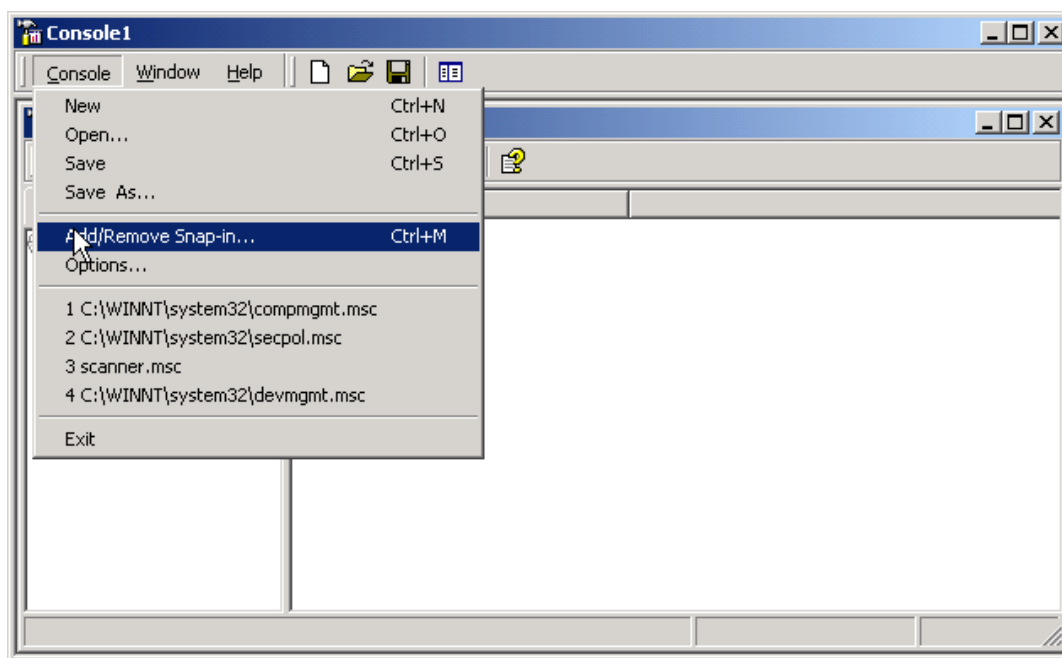 Console1
Console Window Help
New Ctrl+N
Open... Ctrl+O
Save Ctrl+S
Save As...
Add/Remove Snap-in... Ctrl+M
Options...
1 C:\WINNT\system32\compmgmt.msc
2 C:\WINNT\system32\secpol.msc
3 scanner.msc
4 C:\WINNT\system32\devmgmt.msc
Exit